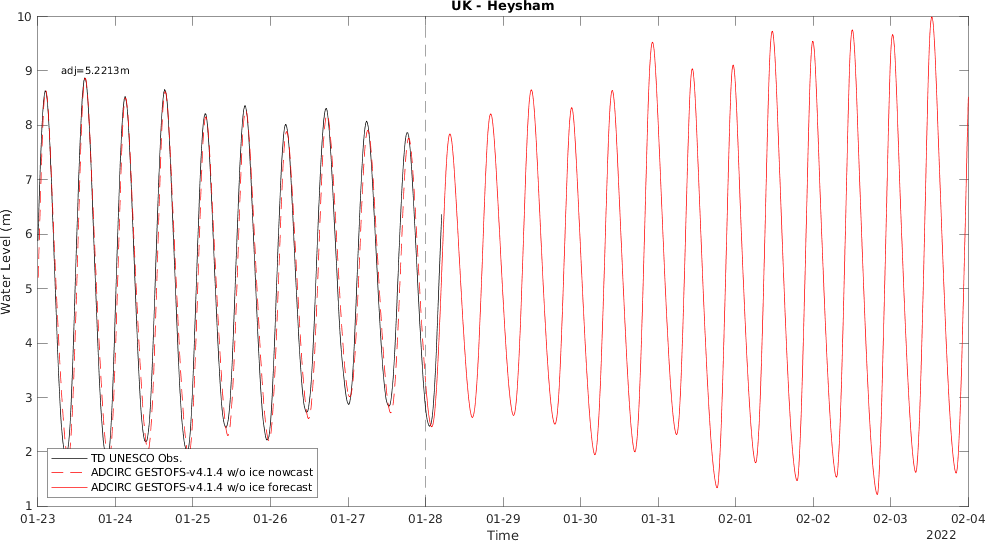 UK - Heysham
adj=5.2213m
Water Level (m)
10
9
8
7
6
5
4
3
2
1
TD UNESCO Obs.
ADCIRC GESTOFS-v4.1.4 w/o ice nowcast
ADCIRC GESTOFS-v4.1.4 w/o ice forecast
01-23 01-24 01-25 01-26 01-27 01-28 01-29 01-30 01-31 02-01 02-02 02-03 02-04
Time
2022